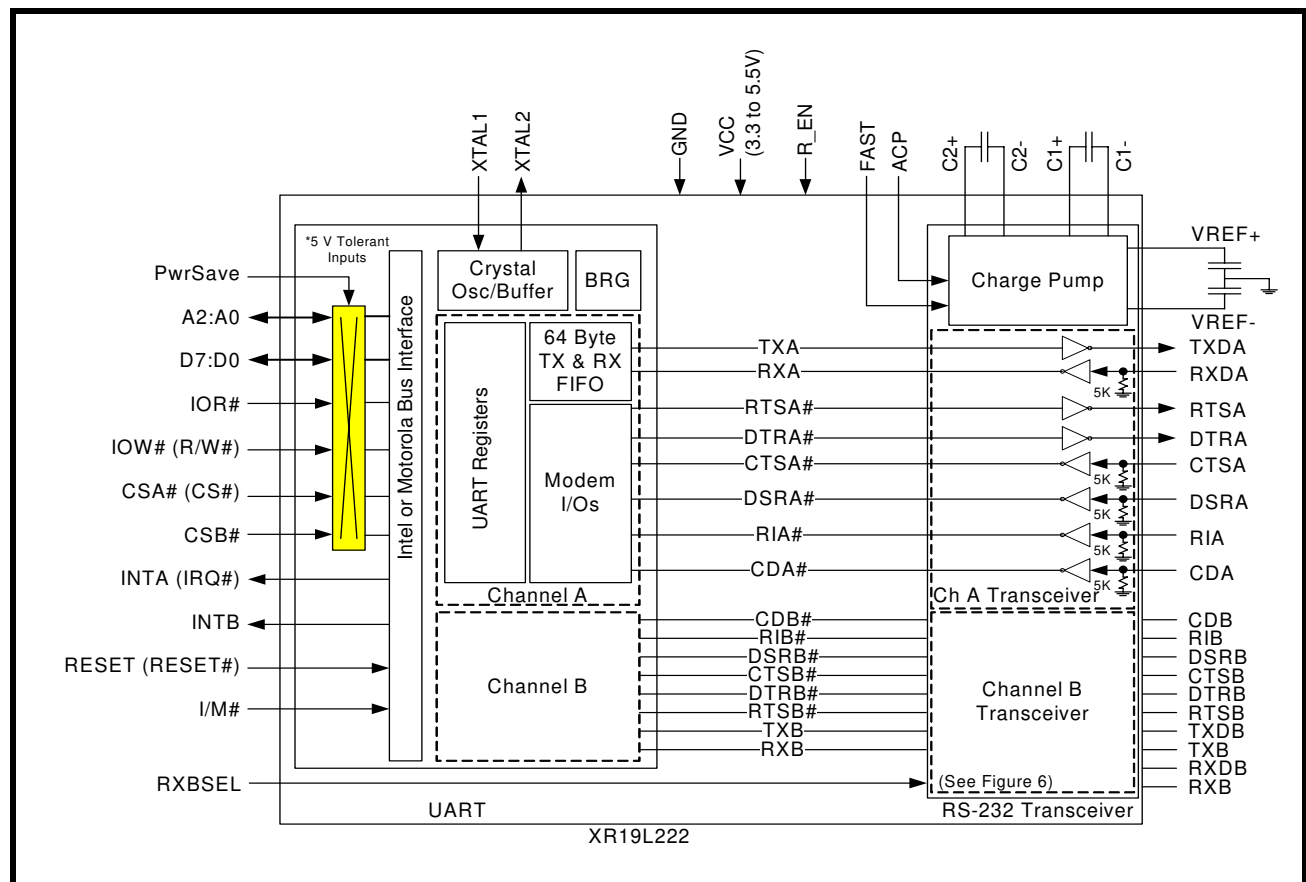 XTAL1
XTAL2
GND
VCC
(3.3 to 5.5V)
R_EN
FAST
ACP
C2+
C2-
C1+
C1-
*5 V Tolerant
Inputs
PwrSave
A2:A0
D7:D0
IOR#
IOW# (R/W#)
CSA# (CS#)
CSB#
INTA (IRQ#)
INTB
RESET (RESET#)
I/M#
RXBSEL
Intel or Motorola Bus Interface
Crystal
Osc/Buffer
BRG
UART Registers
64 Byte
TX & RX
FIFO
Modem
I/Os
Channel A
Channel B
UART
TXA
RXA
RTSA#
DTRA#
CTSA#
DSRA#
RIA#
CDA#
CDB#
RIB#
DSRB#
CTSB#
DTRB#
RTSB#
TXB
RXB
Charge Pump
5K
5K
5K
5K
5K
Ch A Transceiver
Channel B
Transceiver
(See Figure 6)
RS-232 Transceiver
VREF+
VREF-
TXDA
RXDA
RTSA
DTRA
CTSA
DSRA
RIA
CDA
CDB
RIB
DSRB
CTSB
DTRB
RTSB
TXDB
TXB
RXDB
RXB
XR19L222